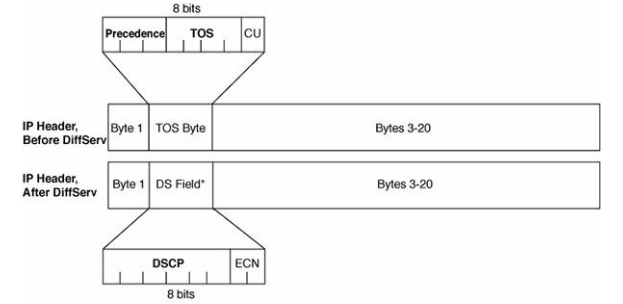 8 bits
Precedence TOS CU
IP Header,
Before DiffServ
Byte 1 TOS Byte Bytes 3-20
IP Header,
After DiffServ
Byte 1 DS Field* Bytes 3-20
DSCP ECN
8 bits